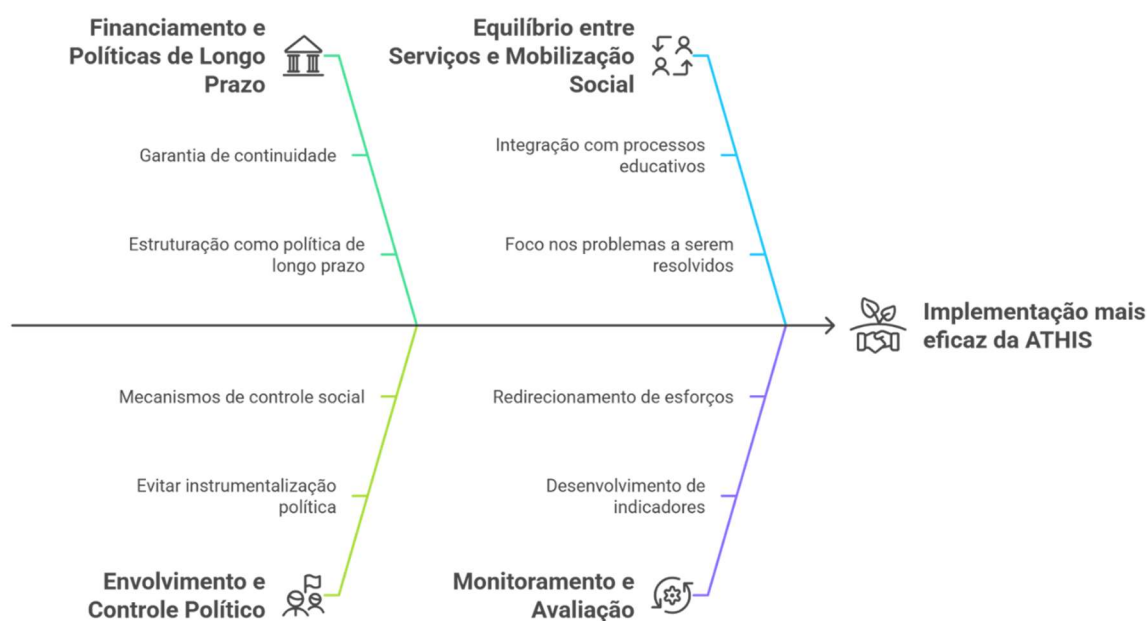 Financiamento e
Políticas de Longo
Prazo
Garantia de continuidade
Estruturação como política de
longo prazo
Equilíbrio entre
Serviços e Mobilização
Social
Integração com processos
educativos
Foco nos problemas a serem
resolvidos
Implementação mais
eficaz da ATHIS
Mecanismos de controle social
Evitar instrumentalização
política
Envolvimento e
Controle Político
Redirecionamento de esforços
Desenvolvimento de
indicadores
Monitoramento e
Avaliação